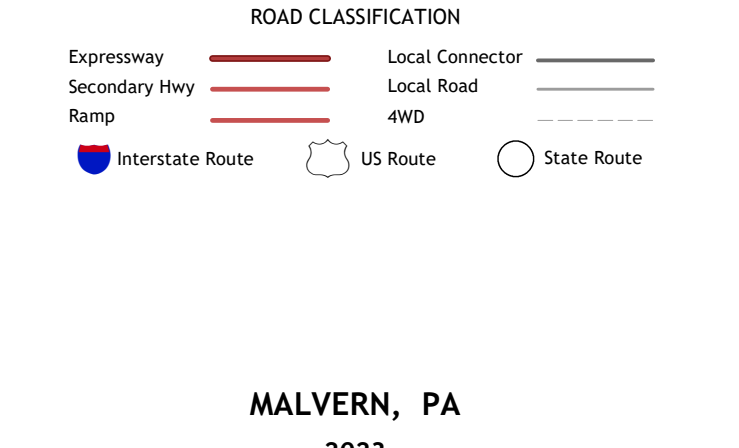 ROAD CLASSIFICATION
Expressway
Local Connector
Secondary Hwy
Local Road
Ramp
4WD
Interstate Route
US Route
State Route
MALVERN, PA